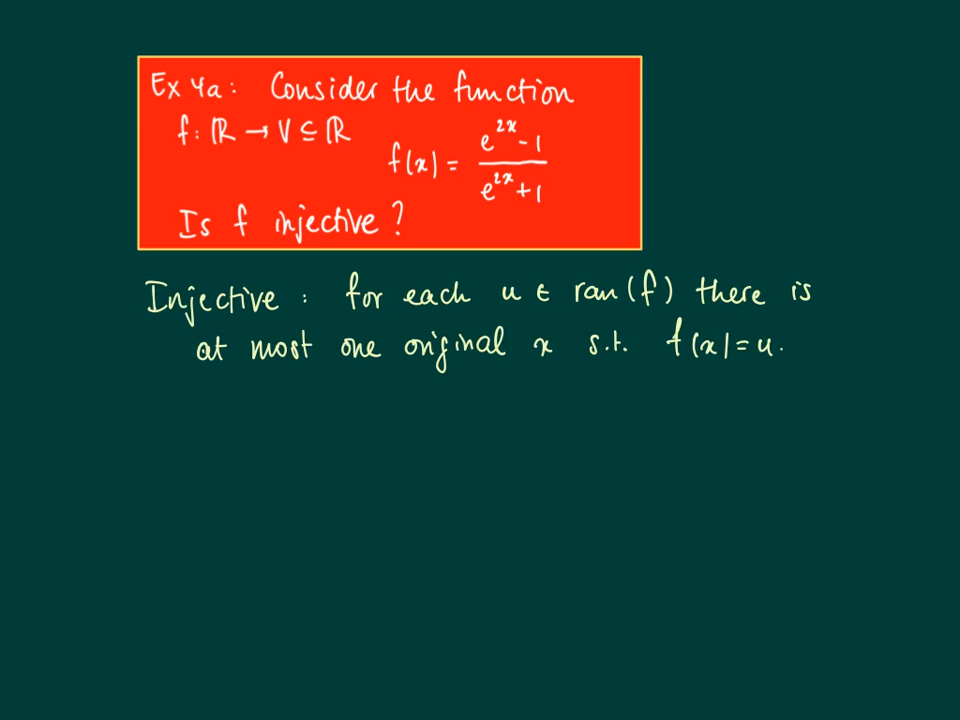 Ex 4a: Consider the function
f: ℝ → V ⊆ ℝ
f(x) = (e^{2x} - 1)/(e^{2x} + 1)
Is f injective?
Injective: for each u ∈ ran(f) there is
at most one original x s.t. f(x) = u.